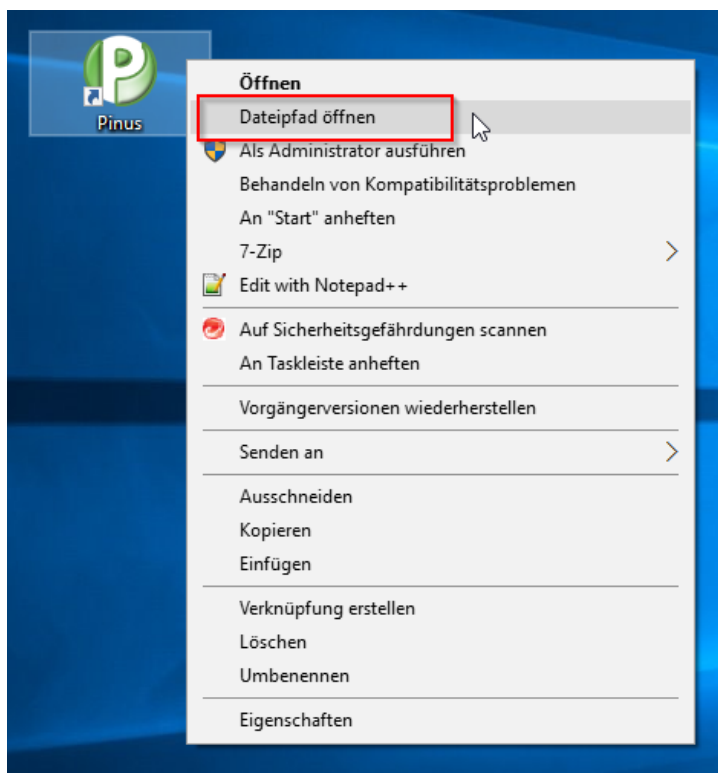 Pinus
Öffnen
Dateipfad öffnen
Als Administrator ausführen
Behandeln von Kompatibilitätsproblemen
An "Start" anheften
7-Zip
Edit with Notepad++
Auf Sicherheitsgefährdungen scannen
An Taskleiste anheften
Vorgängerversionen wiederherstellen
Senden an
Ausschneiden
Kopieren
Einfügen
Verknüpfung erstellen
Löschen
Umbenennen
Eigenschaften